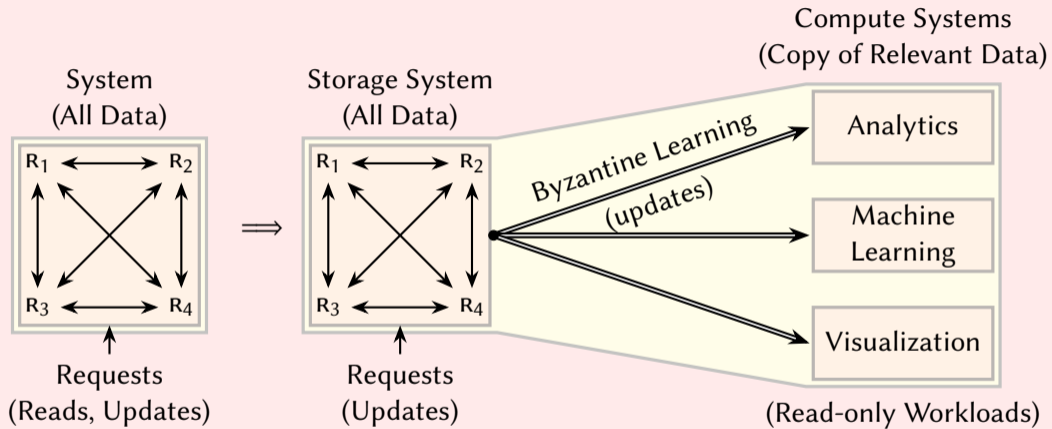 System
(All Data)
R1 R2
R3 R4
Requests
(Reads, Updates)
⟹
Storage System
(All Data)
R1 R2
R3 R4
Requests
(Updates)
Byzantine Learning
(updates)
Compute Systems
(Copy of Relevant Data)
Analytics
Machine
Learning
Visualization
(Read-only Workloads)